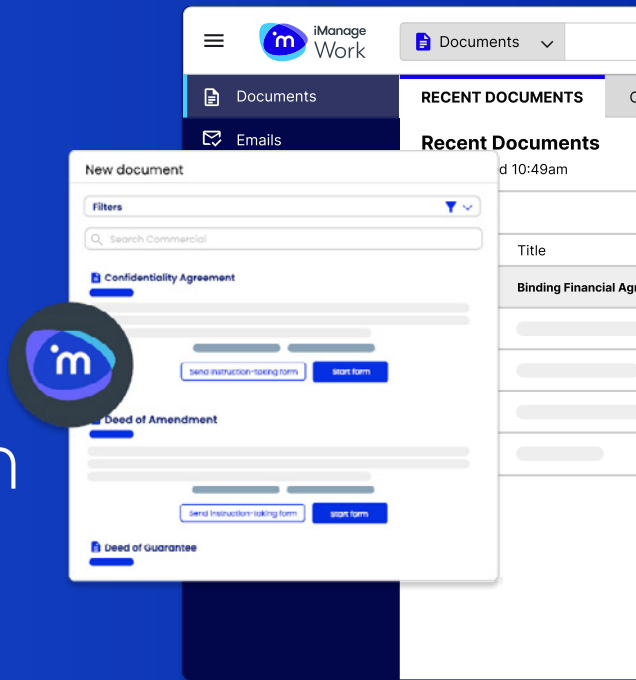 iManage
Work
Documents
Documents
RECENT DOCUMENTS
Emails
Recent Documents
10:49am
New document
Filters
Search Commercial
Title
Confidentiality Agreement
Binding Financial
m
Send instruction-taking form
Start form
Deed of Amendment
Send instruction-taking form
Start form
Deed of Guarantee